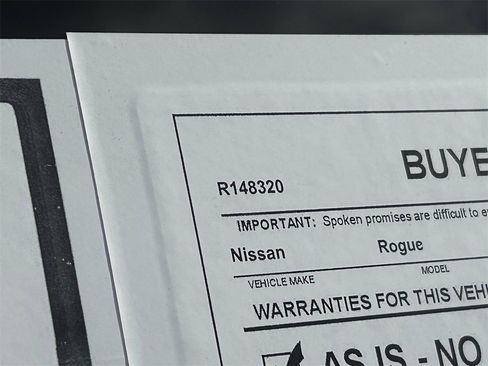 BUYE
R148320
IMPORTANT: Spoken promises are difficult to e
Nissan Rogue
VEHICLE MAKE MODEL
WARRANTIES FOR THIS VEHI
AS IS - NO